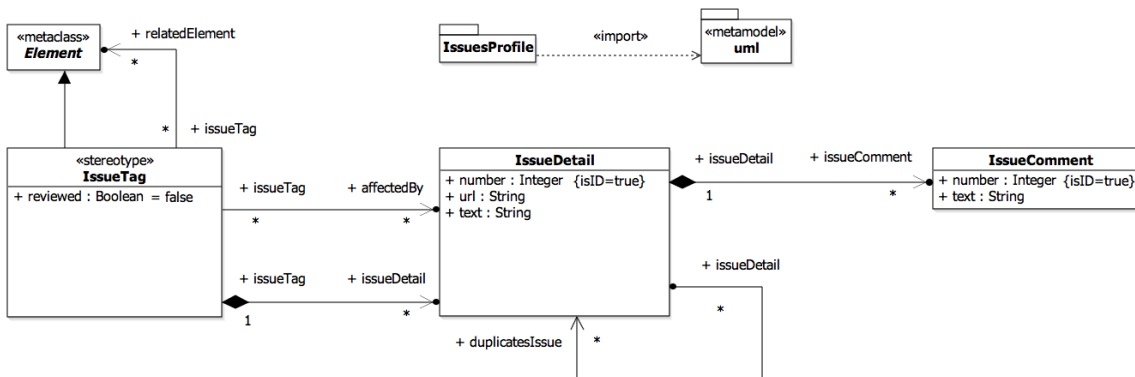 «metaclass»
Element
+ relatedElement
*
*
+ issueTag
IssuesProfile
«import»
«metamodel»
uml
«stereotype»
IssueTag
+ reviewed : Boolean = false
+ issueTag
+ affectedBy
*
*
+ issueTag
+ issueDetail
1
*
IssueDetail
+ number : Integer {isID=true}
+ url : String
+ text : String
+ issueDetail
+ issueComment
1
*
IssueComment
+ number : Integer {isID=true}
+ text : String
+ issueDetail
*
+ duplicatesIssue
*